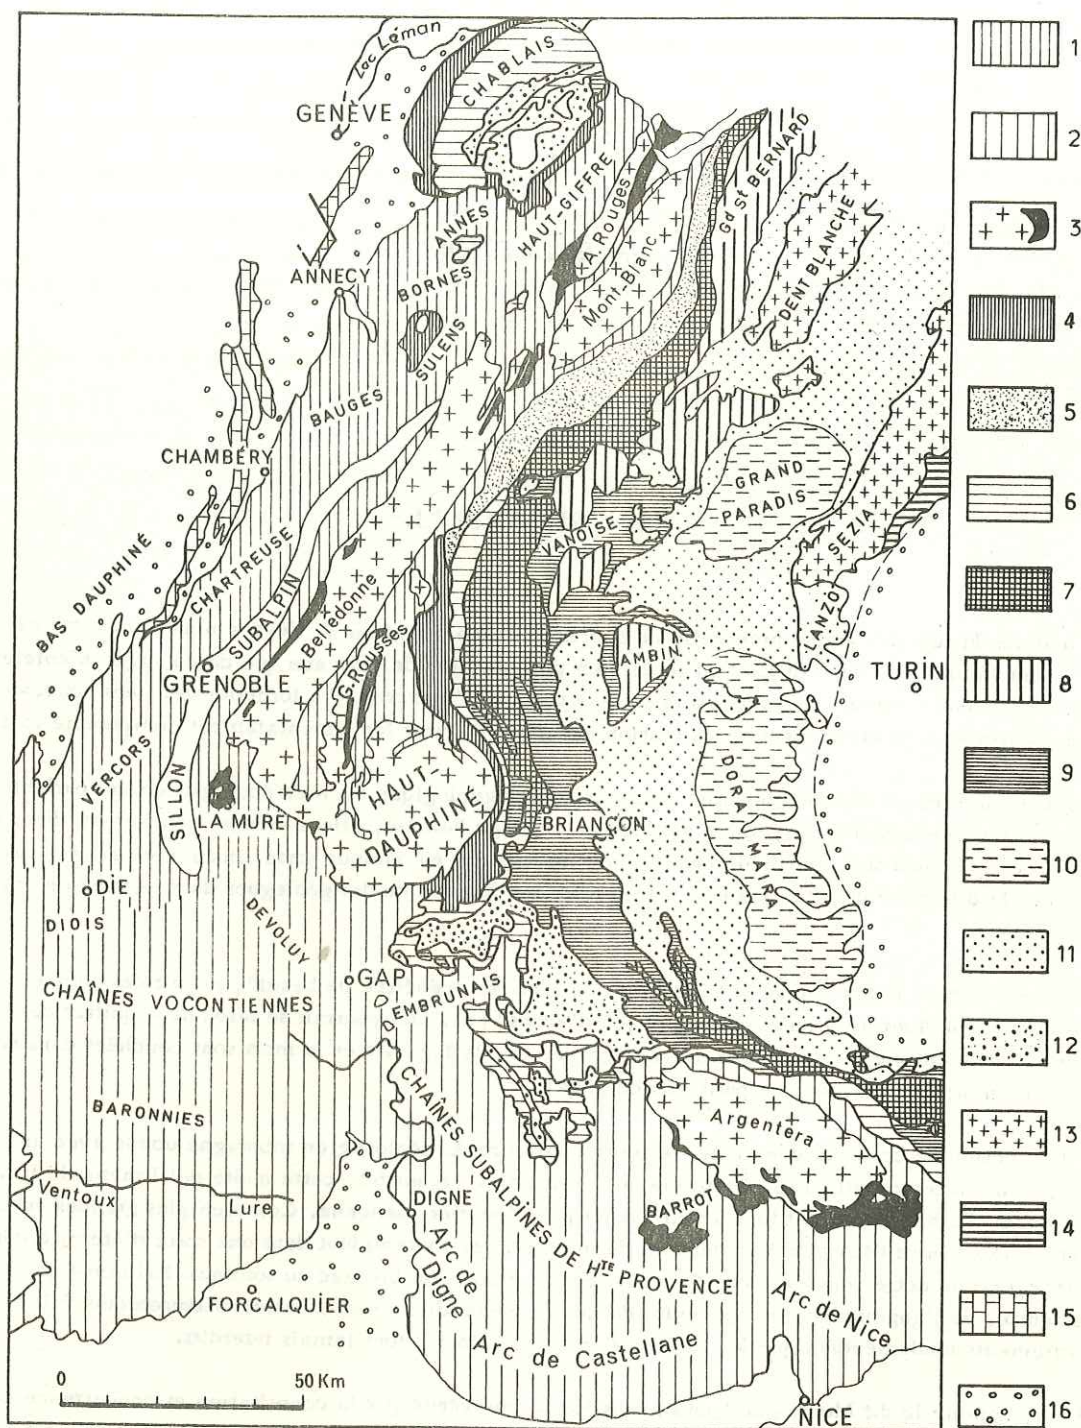 Lac Léman
CHABLAIS
GENÈVE
HAUT-GIFFRE
ANNES
A. Rouges
Mont-Blanc
Gd St BERNARD
DENT BLANCHE
ANNECY
BORNES
SULENS
BAUGES
CHAMBÉRY
GRAND
PARADIS
VANOISE
SEZIA
LANZO
BAS DAUPHINÉ
CHARTREUSE
SUBALPIN
Belledonne
G. Rousses
AMBIN
TURIN
GRENOBLE
VERCORS
SILLON
LA MURE
HAUT-
DAUPHINÉ
BRIANÇON
DORA MAIRA
DIE
DIOIS
DEVOLUY
GAP
EMBRUNAIS
CHAÎNES VOCONTIENNES
CHAÎNES SUBALPINES DE HTE PROVENCE
BARONNIES
Argentera
Ventoux
Lure
DIGNE
BARROT
Arc de
Digne
FORCALQUIER
Arc de Nice
Arc de Castellane
0
50 Km
NICE
1
2
3
4
5
6
7
8
9
10
11
12
13
14
15
16